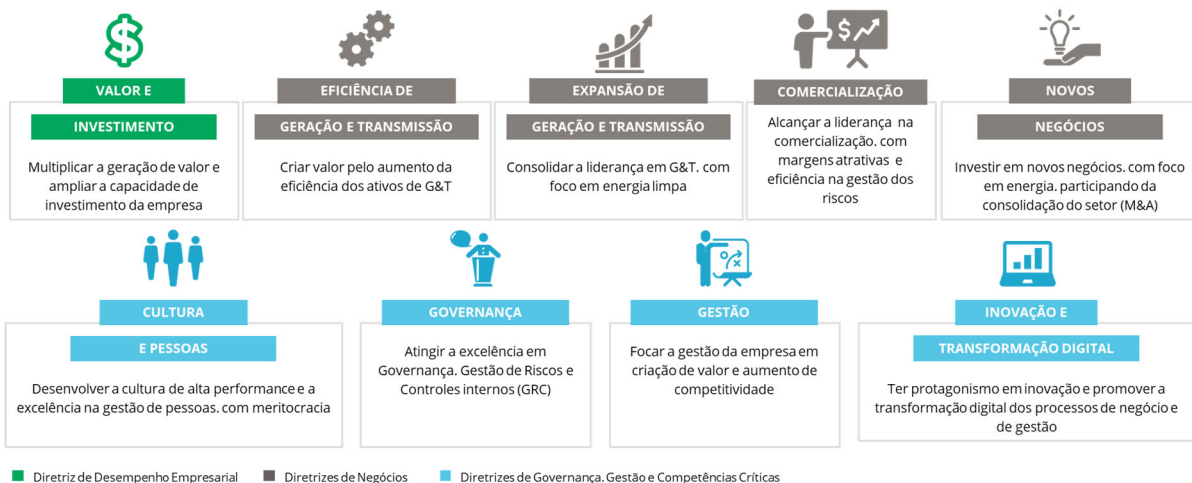 $
VALOR E
INVESTIMENTO
Multiplicar a geração de valor e
ampliar a capacidade de
investimento da empresa
EFICIÊNCIA DE
GERAÇÃO E TRANSMISSÃO
Criar valor pelo aumento da
eficiência dos ativos de G&T
EXPANSÃO DE
GERAÇÃO E TRANSMISSÃO
Consolidar a liderança em G&T. com
foco em energia limpa
$
COMERCIALIZAÇÃO
Alcançar a liderança na
comercialização. com
margens atrativas e
eficiência na gestão dos
riscos
NOVOS
NEGÓCIOS
Investir em novos negócios. com foco
em energia. participando da
consolidação do setor (M&A)
CULTURA
E PESSOAS
Desenvolver a cultura de alta performance e a
excelência na gestão de pessoas. com meritocracia
GOVERNANÇA
Atingir a excelência em
Governança. Gestão de Riscos e
Controles internos (GRC)
GESTÃO
Focar a gestão da empresa em
criação de valor e aumento de
competitividade
INOVAÇÃO E
TRANSFORMAÇÃO DIGITAL
Ter protagonismo em inovação e promover a
transformação digital dos processos de negócio e
de gestão
Diretriz de Desempenho Empresarial
Diretrizes de Negócios
Diretrizes de Governança. Gestão e Competências Críticas